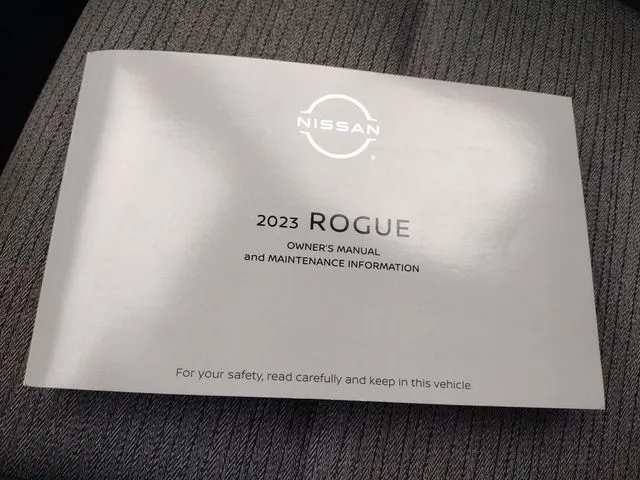 NISSAN
2023 ROGUE
OWNER'S MANUAL
and MAINTENANCE INFORMATION
For your safety, read carefully and keep in this vehicle.